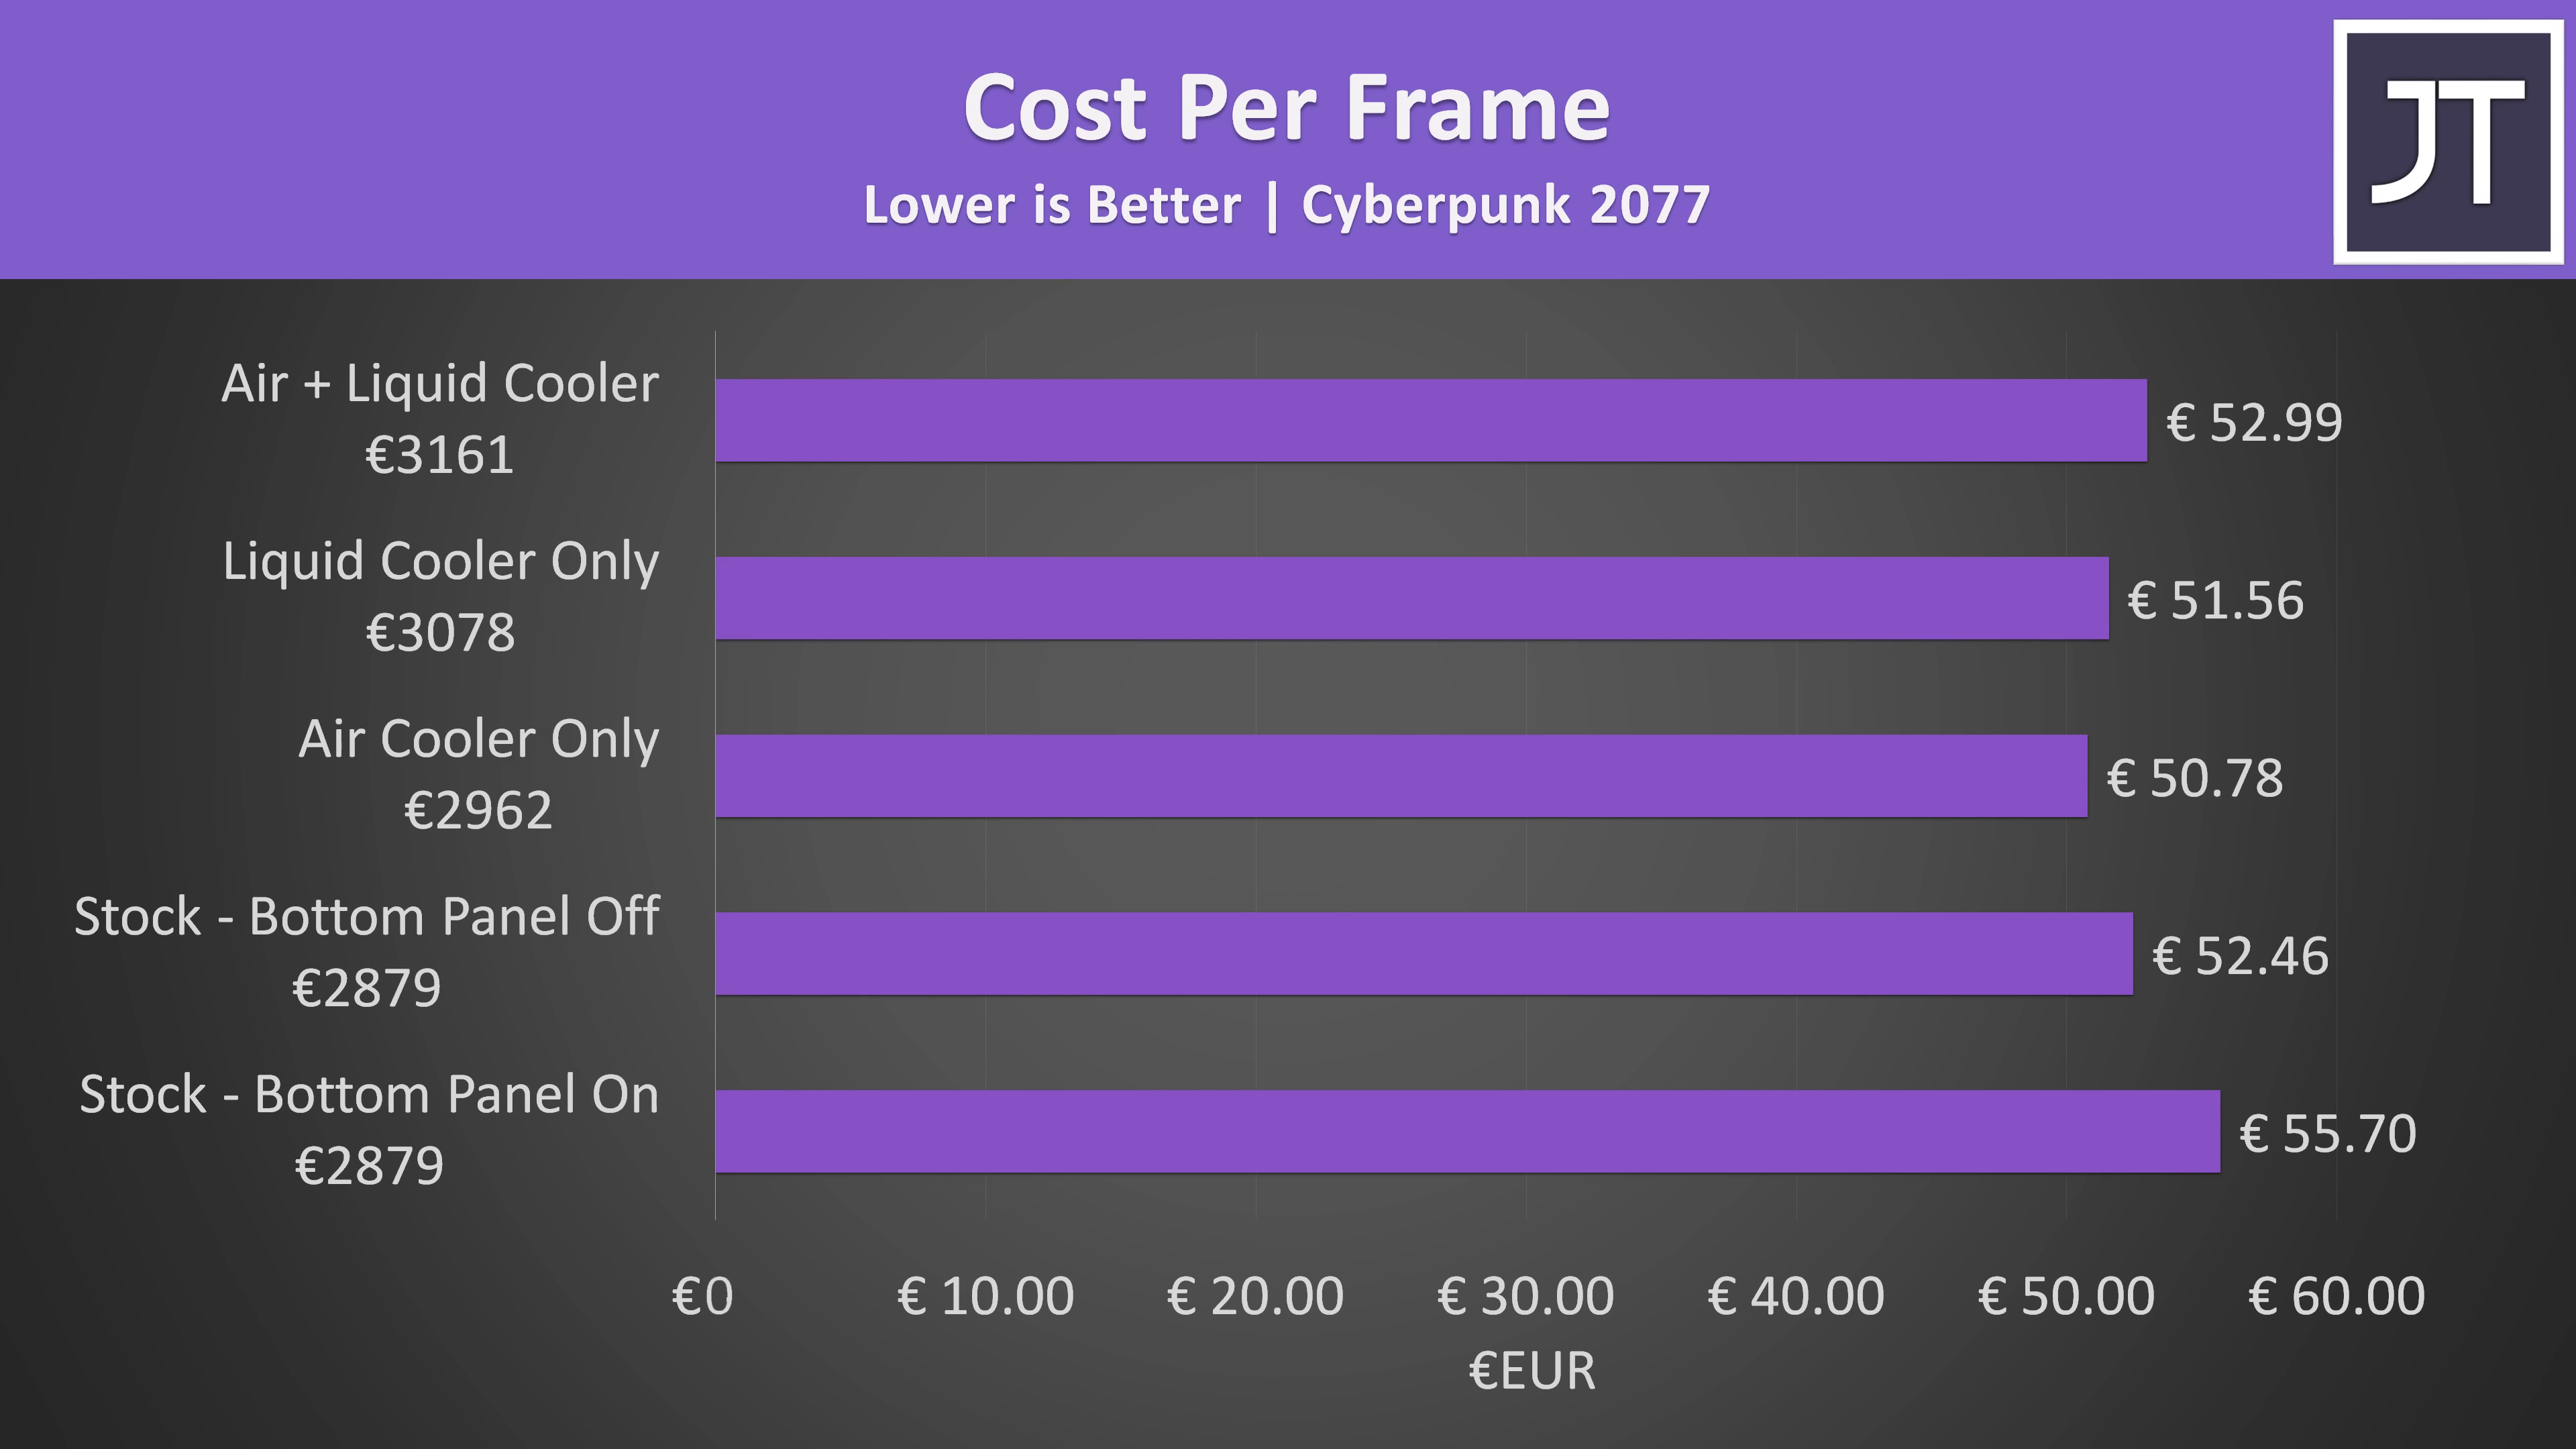 Cost Per Frame
Lower is Better | Cyberpunk 2077
JT
Air + Liquid Cooler
€3161
€ 52.99
Liquid Cooler Only
€3078
€ 51.56
Air Cooler Only
€2962
€ 50.78
Stock - Bottom Panel Off
€2879
€ 52.46
Stock - Bottom Panel On
€2879
€ 55.70
€0 € 10.00 € 20.00 € 30.00 € 40.00 € 50.00 € 60.00
€EUR